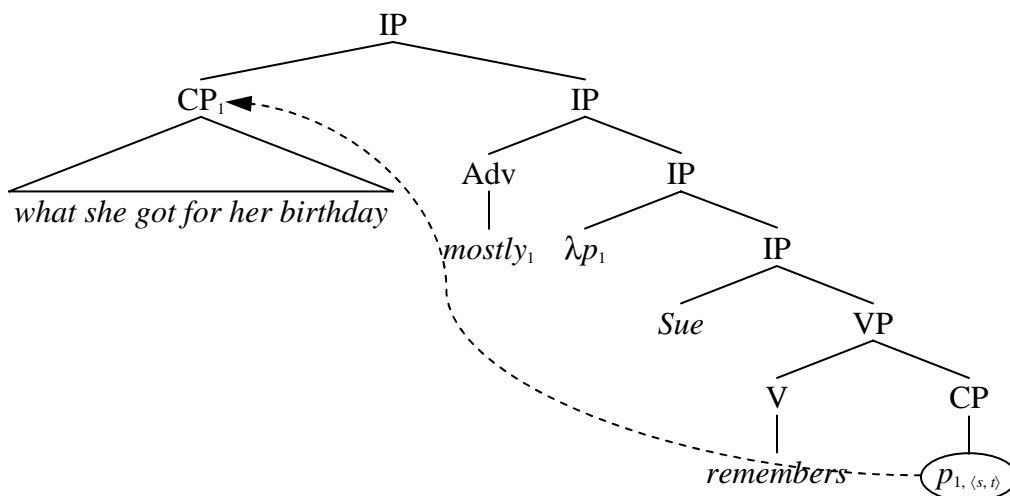 IP
CP₁ IP
what she got for her birthday Adv IP
mostly₁ λp₁ IP
Sue VP
V CP
remembers p₁, ⟨s, t⟩